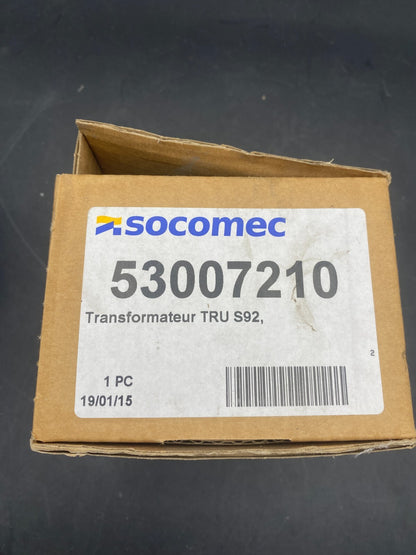 socomec
53007210
Transformateur TRU S92,
2
1 PC
19/01/15